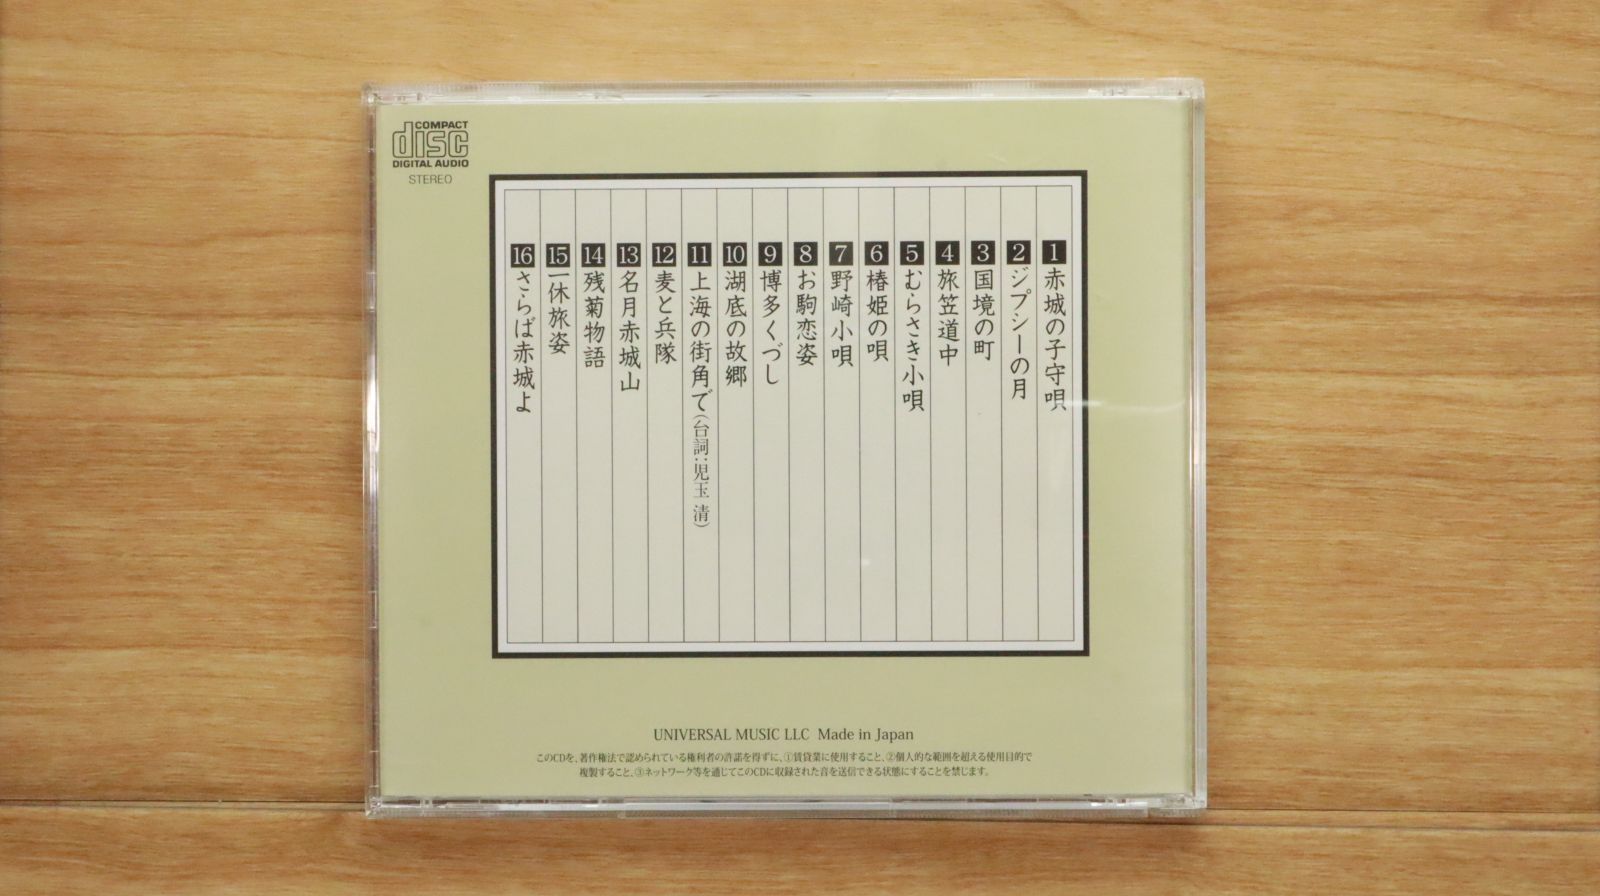 COMPACT
disc
DIGITAL AUDIO
STEREO
1 赤城の子守唄
2 ジプシーの月
3 国境の町
4 旅笠道中
5 むらさき小唄
6 椿姫の唄
7 野崎小唄
8 お駒恋姿
9 博多くづし
10 湖底の故郷
11 上海の街角で(台詞:児玉 清)
12 麦と兵隊
13 名月赤城山
14 残菊物語
15 一休旅姿
16 さらば赤城よ
UNIVERSAL MUSIC LLC Made in Japan
このCDを、著作権法で認められている権利者の許諾を得ずに、①賃貸業に使用すること、②個人的な範囲を超える使用目的で
複製すること、③ネットワーク等を通じてこのCDに収録された音を送信できる状態にすることを禁じます。